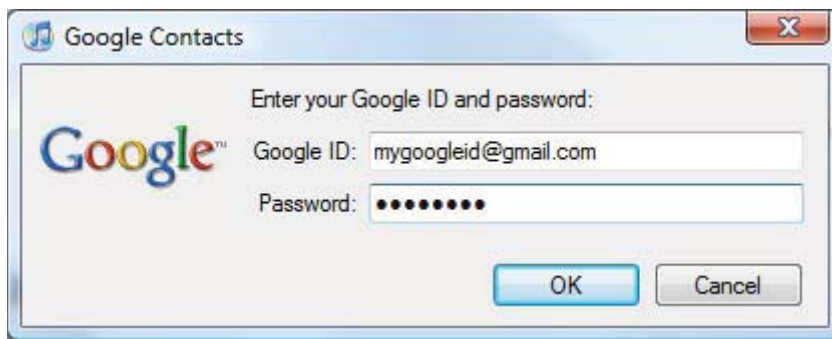 Google Contacts
Enter your Google ID and password:
Google™
Google ID: mygoogleid@gmail.com
Password: ●●●●●●●●
OK Cancel